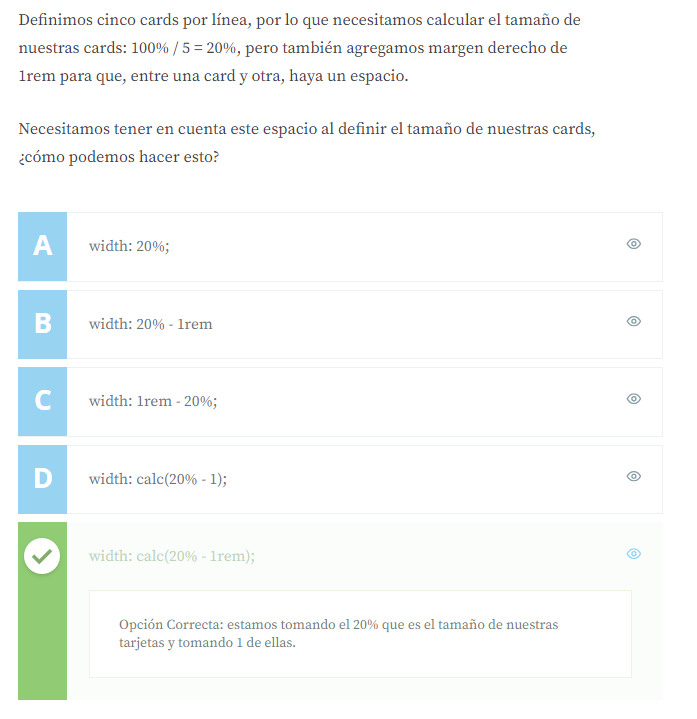 Definimos cinco cards por línea, por lo que necesitamos calcular el tamaño de
nuestras cards: 100% / 5 = 20%, pero también agregamos margen derecho de
1rem para que, entre una card y otra, haya un espacio.
Necesitamos tener en cuenta este espacio al definir el tamaño de nuestras cards,
¿cómo podemos hacer esto?
A
width: 20%;
B
width: 20% - 1rem
C
width: 1rem - 20%;
D
width: calc(20% - 1);
width: calc(20% - 1rem);
Opción Correcta: estamos tomando el 20% que es el tamaño de nuestras
tarjetas y tomando 1 de ellas.